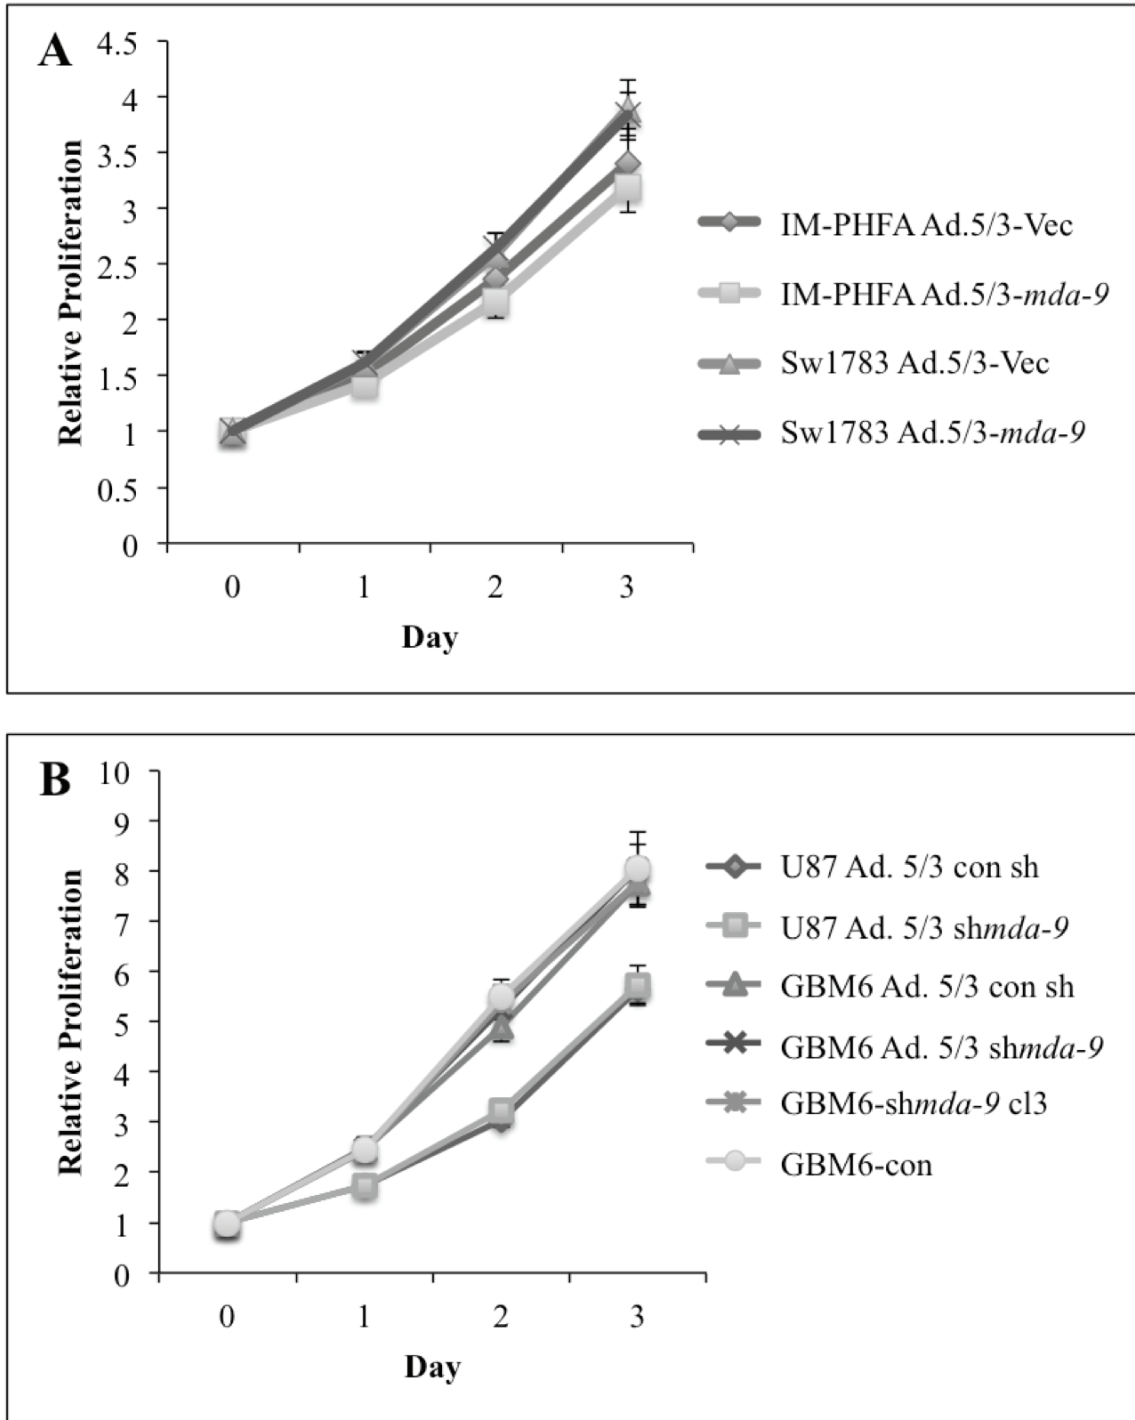 A
4.5
4
3.5
3
2.5
2
1.5
1
0.5
0
Relative Proliferation
0 1 2 3
Day
IM-PHFA Ad.5/3-Vec
IM-PHFA Ad.5/3-mda-9
Sw1783 Ad.5/3-Vec
Sw1783 Ad.5/3-mda-9
B
10
9
8
7
6
5
4
3
2
1
0
Relative Proliferation
0 1 2 3
Day
U87 Ad. 5/3 con sh
U87 Ad. 5/3 shmda-9
GBM6 Ad. 5/3 con sh
GBM6 Ad. 5/3 shmda-9
GBM6-shmda-9 cl3
GBM6-con